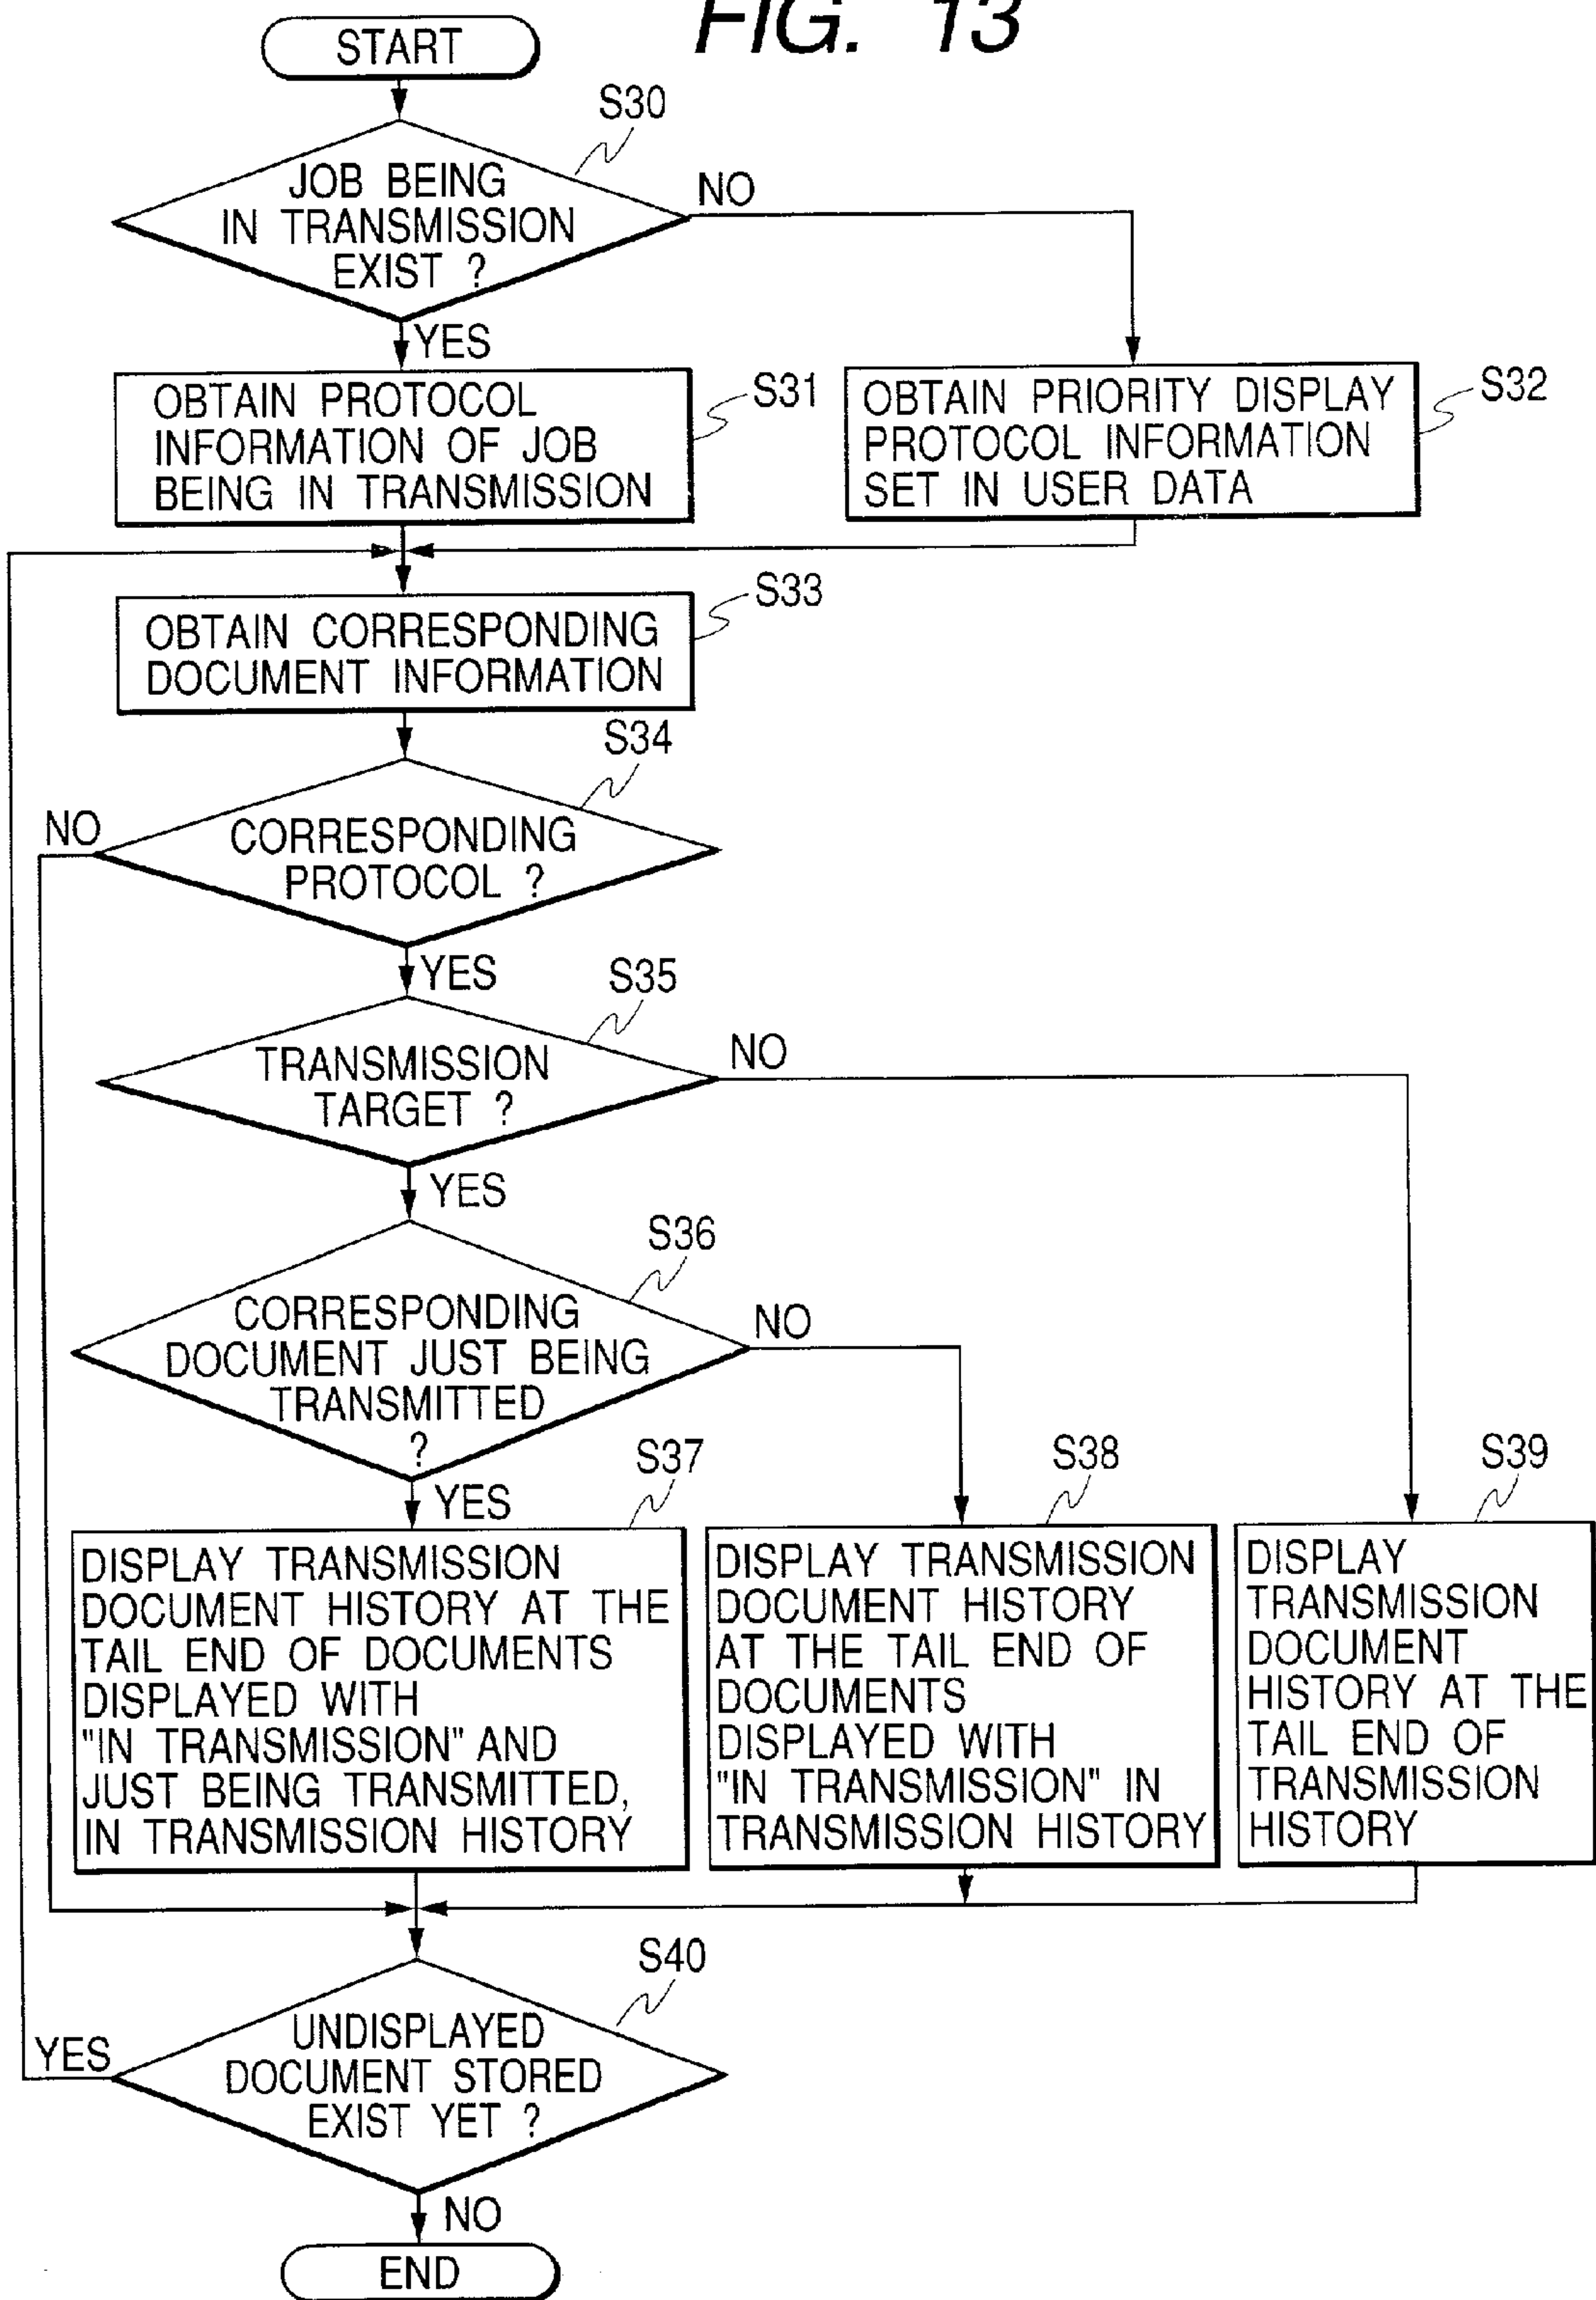 FIG. 13
START
S30
JOB BEING
IN TRANSMISSION
EXIST ?
NO
YES
OBTAIN PROTOCOL
INFORMATION OF JOB
BEING IN TRANSMISSION
S31
OBTAIN PRIORITY DISPLAY
PROTOCOL INFORMATION
SET IN USER DATA
S32
OBTAIN CORRESPONDING
DOCUMENT INFORMATION
S33
S34
NO
CORRESPONDING
PROTOCOL ?
YES
S35
TRANSMISSION
TARGET ?
NO
YES
S36
CORRESPONDING
DOCUMENT JUST BEING
TRANSMITTED
?
NO
YES
S37
DISPLAY TRANSMISSION
DOCUMENT HISTORY AT THE
TAIL END OF DOCUMENTS
DISPLAYED WITH
"IN TRANSMISSION" AND
JUST BEING TRANSMITTED,
IN TRANSMISSION HISTORY
S38
DISPLAY TRANSMISSION
DOCUMENT HISTORY
AT THE TAIL END OF
DOCUMENTS
DISPLAYED WITH
"IN TRANSMISSION" IN
TRANSMISSION HISTORY
S39
DISPLAY
TRANSMISSION
DOCUMENT
HISTORY AT THE
TAIL END OF
TRANSMISSION
HISTORY
S40
YES
UNDISPLAYED
DOCUMENT STORED
EXIST YET ?
NO
END